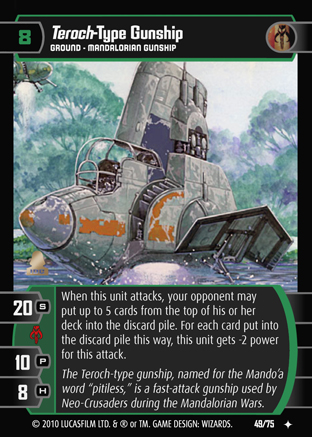 8
Teroch-Type Gunship
GROUND - MANDALORIAN GUNSHIP
20 S
10 P
8 H
When this unit attacks, your opponent may
put up to 5 cards from the top of his or her
deck into the discard pile. For each card put into
the discard pile this way, this unit gets -2 power
for this attack.
The Teroch-type gunship, named for the Mando'a
word "pitiless," is a fast-attack gunship used by
Neo-Crusaders during the Mandalorian Wars.
© 2010 LUCASFILM LTD. & ® or TM. GAME DESIGN: WIZARDS. 49/75